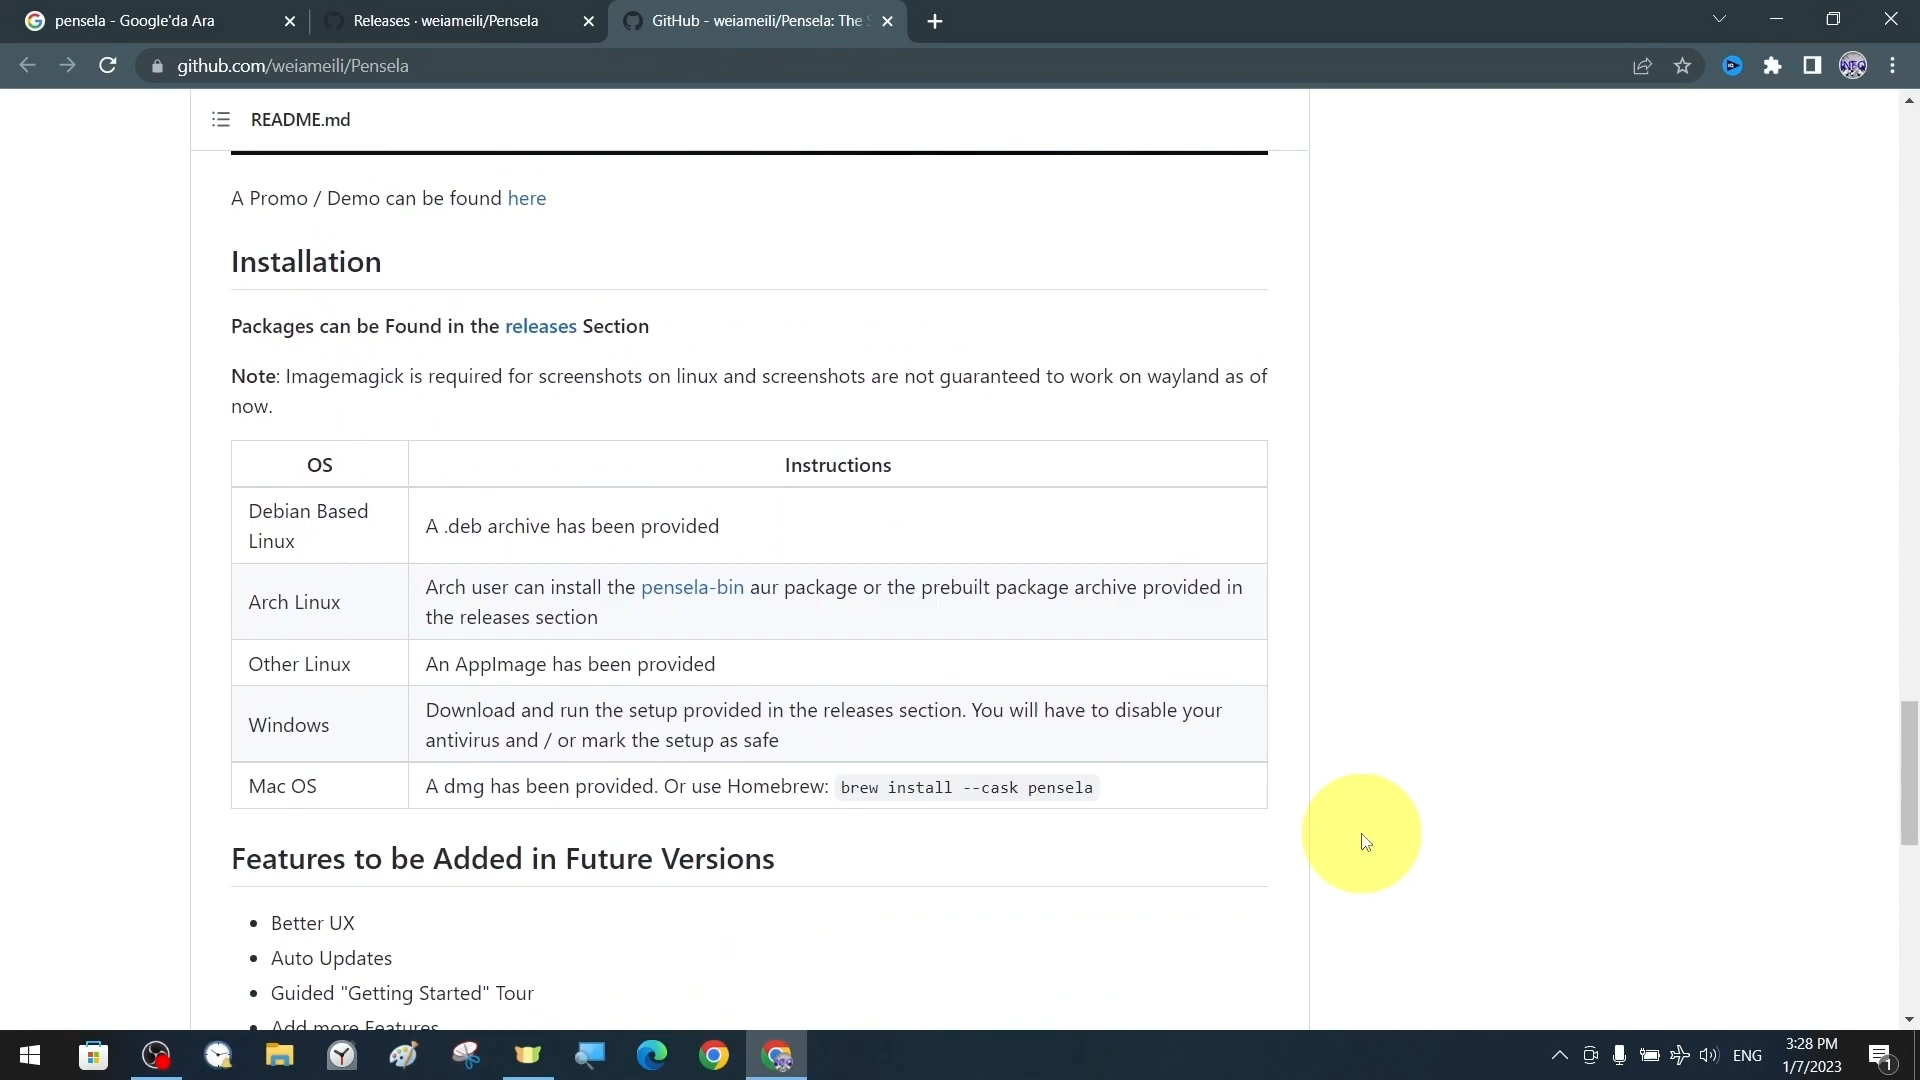 pensela - Google'da Ara
Releases · weiameili/Pensela
GitHub - weiameili/Pensela: The
github.com/weiameili/Pensela
README.md
A Promo / Demo can be found here
Installation
Packages can be Found in the releases Section
Note: Imagemagick is required for screenshots on linux and screenshots are not guaranteed to work on wayland as of
now.
OS
Instructions
Debian Based
Linux
A .deb archive has been provided
Arch Linux
Arch user can install the pensela-bin aur package or the prebuilt package archive provided in
the releases section
Other Linux
An AppImage has been provided
Windows
Download and run the setup provided in the releases section. You will have to disable your
antivirus and / or mark the setup as safe
Mac OS
A dmg has been provided. Or use Homebrew: brew install --cask pensela
Features to be Added in Future Versions
• Better UX
• Auto Updates
• Guided "Getting Started" Tour
• Add more Features
ENG
3:28 PM
1/7/2023
1